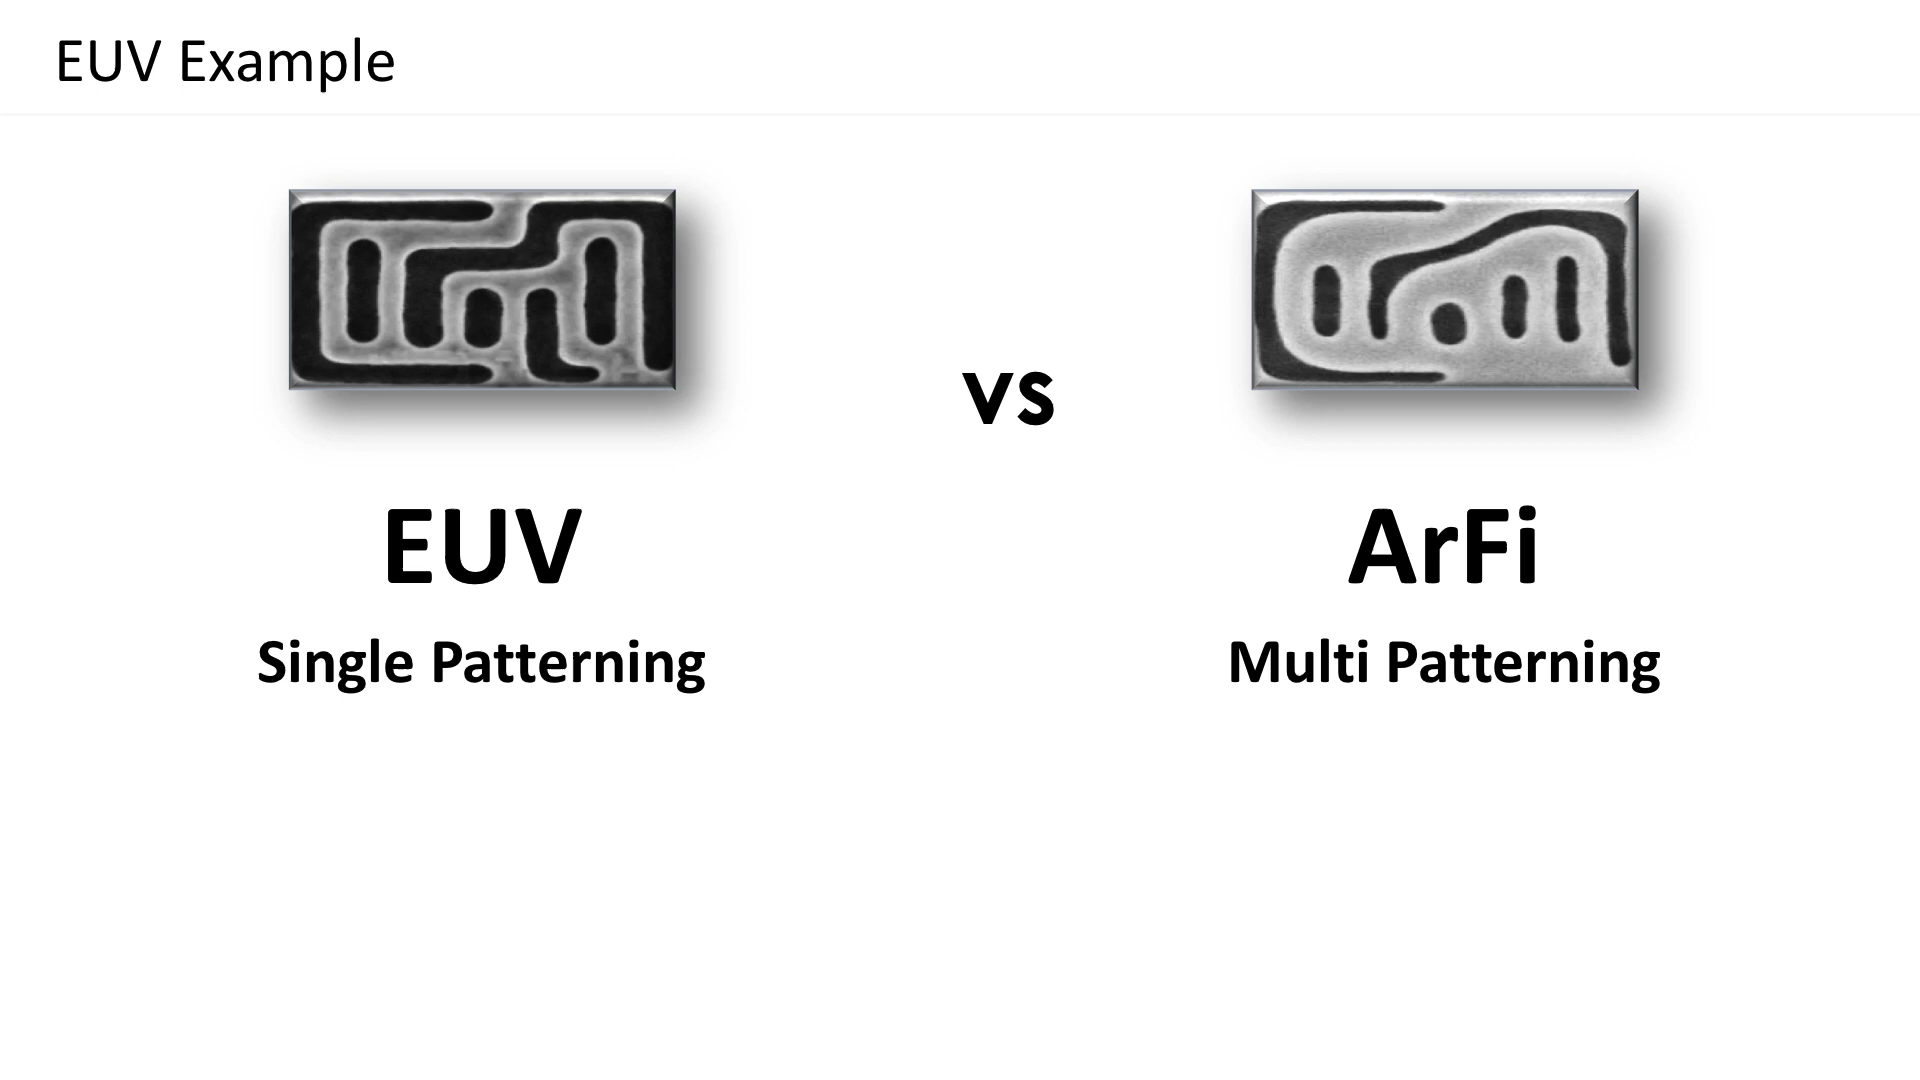 EUV Example
vs
EUV
ArFi
Single Patterning
Multi Patterning